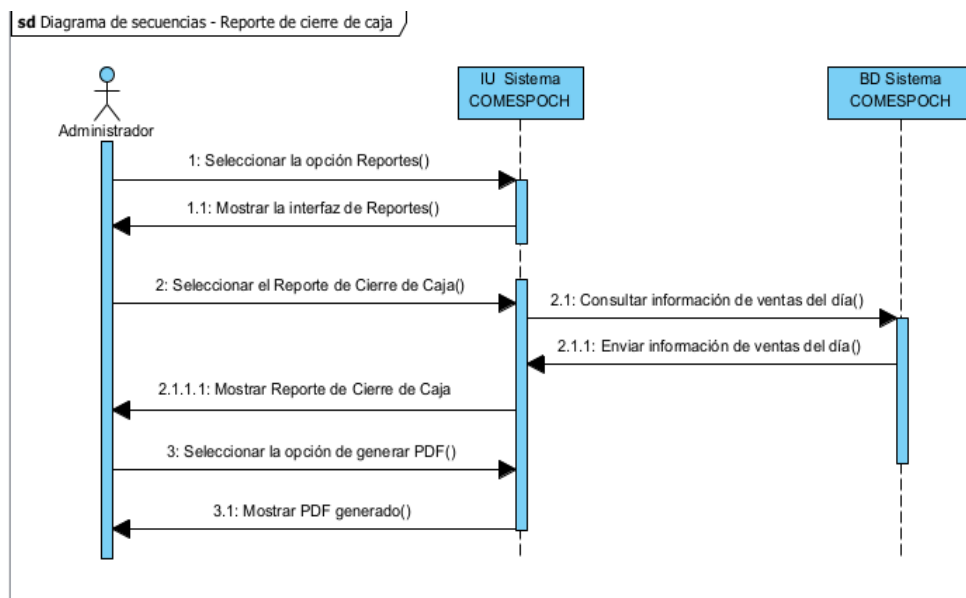 sd Diagrama de secuencias - Reporte de cierre de caja
IU Sistema
COMESPOCH
BD Sistema
COMESPOCH
Administrador
1: Seleccionar la opción Reportes()
1.1: Mostrar la interfaz de Reportes()
2: Seleccionar el Reporte de Cierre de Caja()
2.1: Consultar información de ventas del día()
2.1.1: Enviar información de ventas del día()
2.1.1.1: Mostrar Reporte de Cierre de Caja
3: Seleccionar la opción de generar PDF()
3.1: Mostrar PDF generado()